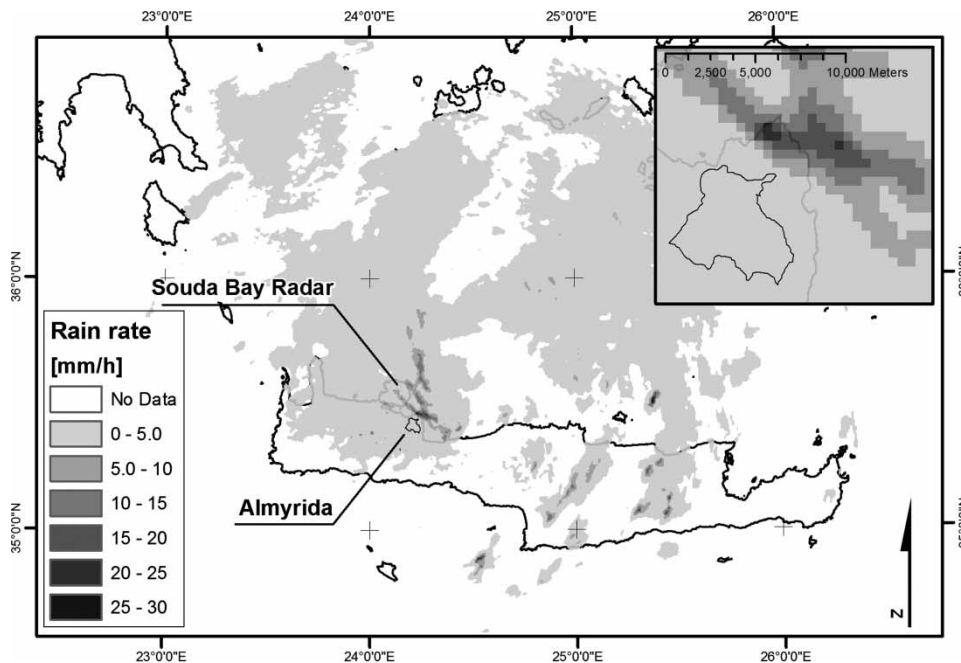 23°0'0"E 24°0'0"E 25°0'0"E 26°0'0"E
0 2,500 5,000 10,000 Meters
36°0'0"N
Souda Bay Radar
Rain rate
[mm/h]
No Data
0 - 5.0
5.0 - 10
10 - 15
15 - 20
20 - 25
25 - 30
Almyrida
35°0'0"N
N
23°0'0"E 24°0'0"E 25°0'0"E 26°0'0"E